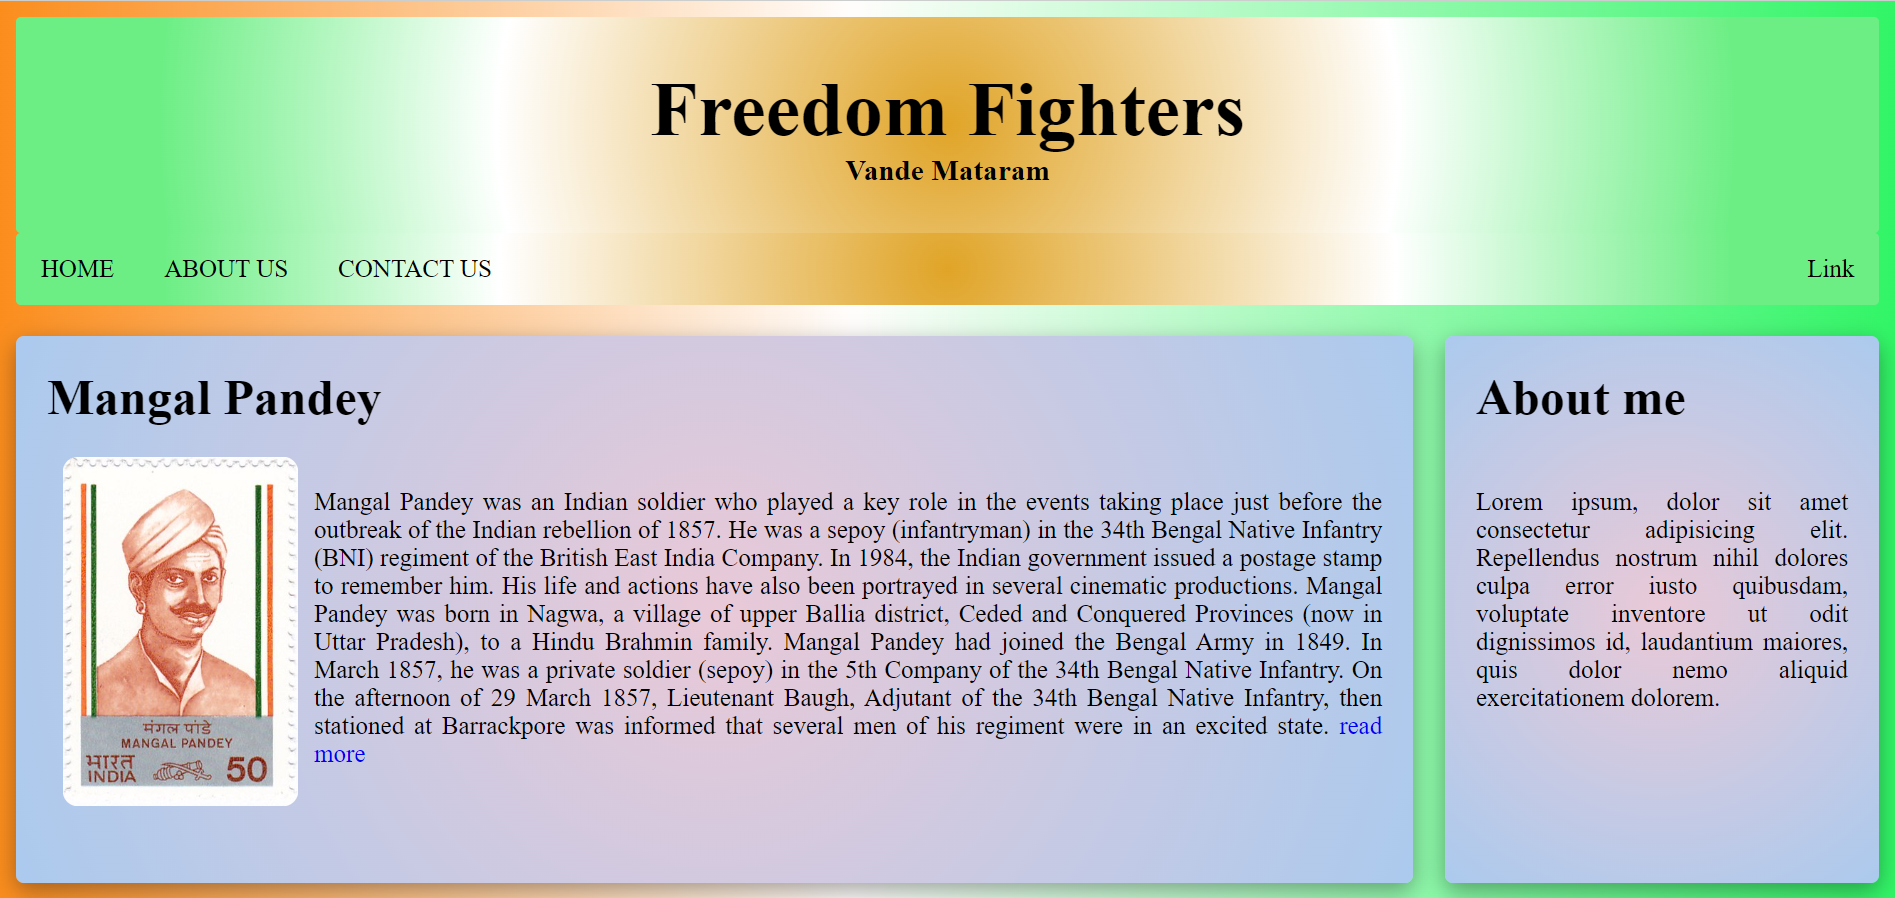 Freedom Fighters
Vande Mataram
HOME ABOUT US CONTACT US Link
Mangal Pandey
मंगल पांडे
MANGAL PANDEY
भारत
INDIA
50
Mangal Pandey was an Indian soldier who played a key role in the events taking place just before the
outbreak of the Indian rebellion of 1857. He was a sepoy (infantryman) in the 34th Bengal Native Infantry
(BNI) regiment of the British East India Company. In 1984, the Indian government issued a postage stamp
to remember him. His life and actions have also been portrayed in several cinematic productions. Mangal
Pandey was born in Nagwa, a village of upper Ballia district, Ceded and Conquered Provinces (now in
Uttar Pradesh), to a Hindu Brahmin family. Mangal Pandey had joined the Bengal Army in 1849. In
March 1857, he was a private soldier (sepoy) in the 5th Company of the 34th Bengal Native Infantry. On
the afternoon of 29 March 1857, Lieutenant Baugh, Adjutant of the 34th Bengal Native Infantry, then
stationed at Barrackpore was informed that several men of his regiment were in an excited state. read
more
About me
Lorem ipsum, dolor sit amet
consectetur adipisicing elit.
Repellendus nostrum nihil dolores
culpa error iusto quibusdam,
voluptate inventore ut odit
dignissimos id, laudantium maiores,
quis dolor nemo aliquid
exercitationem dolorem.